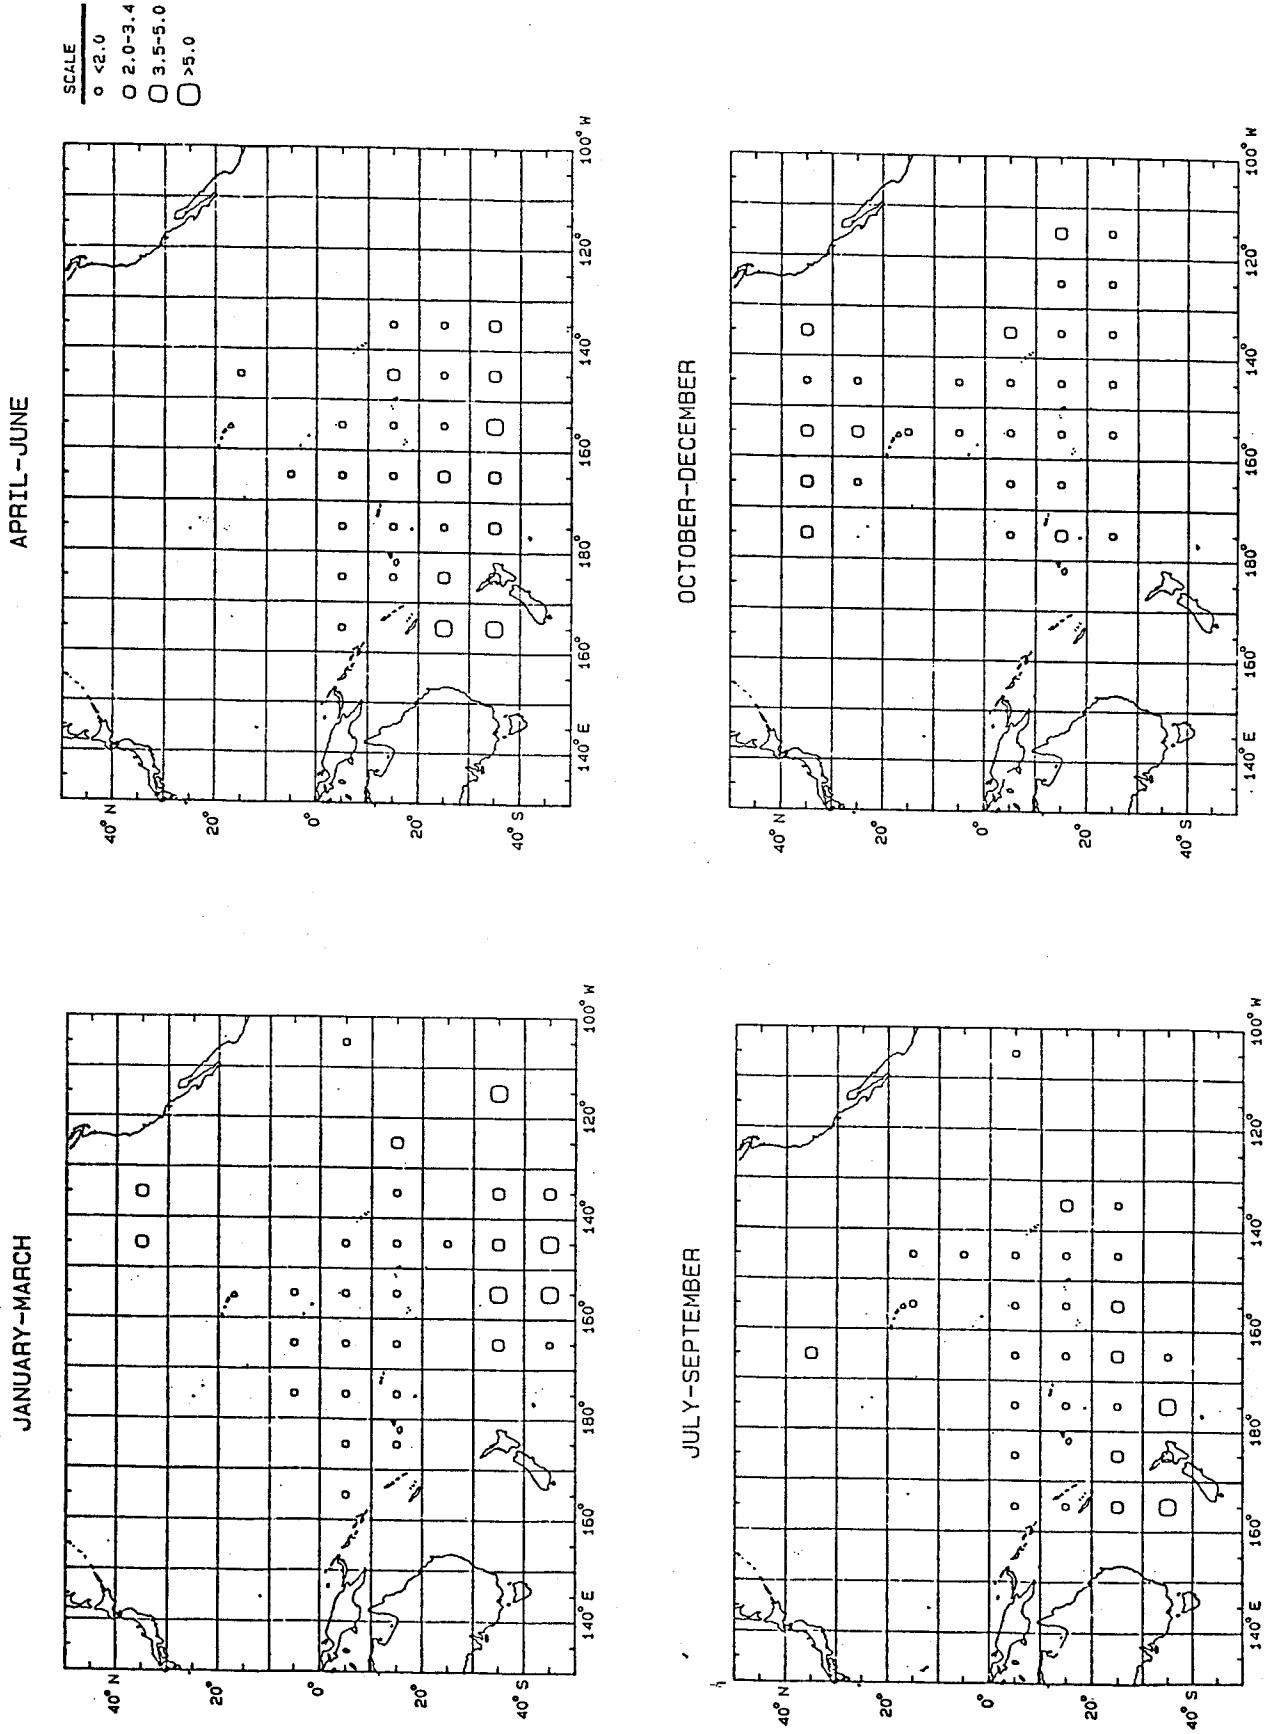 JANUARY-MARCH
40° N
20°
0°
20°
40° S
140° E
160°
180°
160°
140°
120°
100° W
APRIL-JUNE
40° N
20°
0°
20°
40° S
140° E
160°
180°
160°
140°
120°
100° W
SCALE
<2.0
2.0-3.4
3.5-5.0
>5.0
JULY-SEPTEMBER
40° N
20°
0°
20°
40° S
140° E
160°
180°
160°
140°
120°
100° W
OCTOBER-DECEMBER
40° N
20°
0°
20°
40° S
140° E
160°
180°
160°
140°
120°
100° W